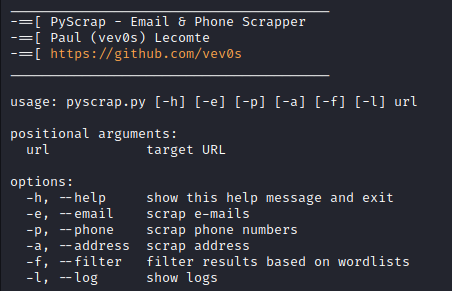 -==[ PyScrap - Email & Phone Scrapper
-==[ Paul (vev0s) Lecomte
-==[ https://github.com/vev0s
usage: pyscrap.py [-h] [-e] [-p] [-a] [-f] [-l] url
positional arguments:
  url            target URL
options:
  -h, --help     show this help message and exit
  -e, --email    scrap e-mails
  -p, --phone    scrap phone numbers
  -a, --address  scrap address
  -f, --filter   filter results based on wordlists
  -l, --log      show logs